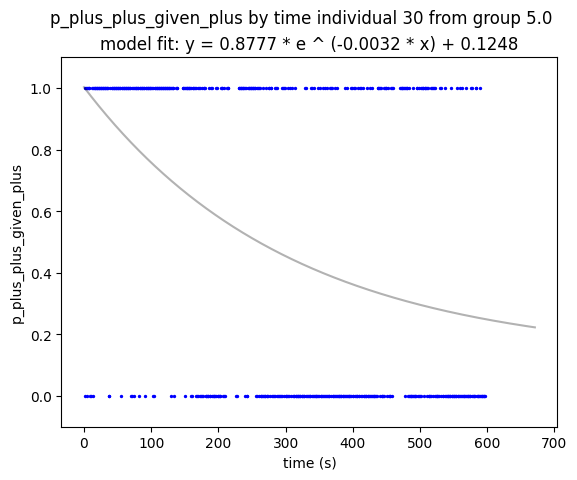 p_plus_plus_given_plus by time individual 30 from group 5.0
model fit: y = 0.8777 * e ^ (-0.0032 * x) + 0.1248
p_plus_plus_given_plus
1.0
0.8
0.6
0.4
0.2
0.0
0 100 200 300 400 500 600 700
time (s)